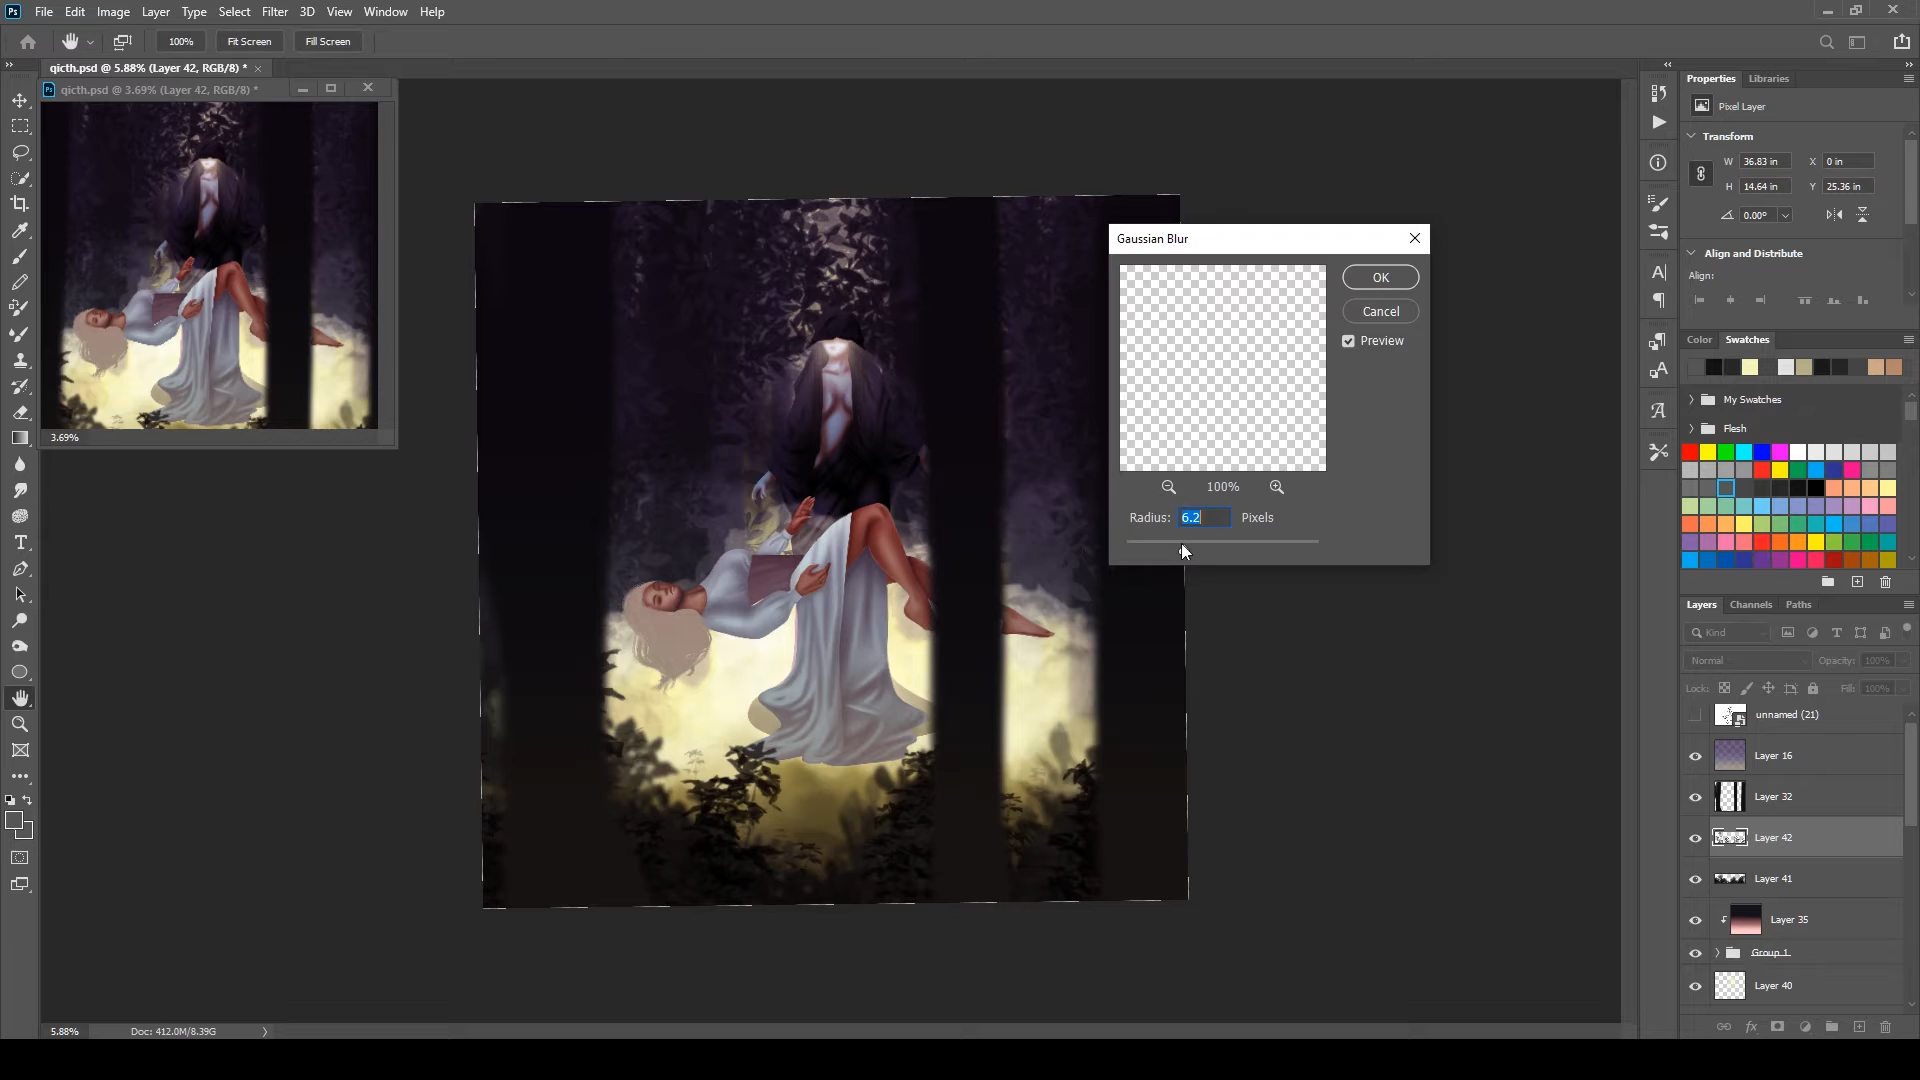 Ps File Edit Image Layer Type Select Filter 3D View Window Help
100% Fit Screen Fill Screen
qicth.psd @ 5.88% (Layer 42, RGB/8) *
Ps qicth.psd @ 3.69% (Layer 42, RGB/8) *
3.69%
Gaussian Blur
OK
Cancel
Preview
100%
Radius: 6.2 Pixels
Properties Libraries
Pixel Layer
Transform
W 36.83 in X 0 in
H 14.64 in Y 25.36 in
0.00°
Align and Distribute
Align:
Color Swatches
My Swatches
Flesh
Layers Channels Paths
Kind
Normal Opacity: 100%
Lock: Fill: 100%
unnamed (21)
Layer 16
Layer 32
Layer 42
Layer 41
Layer 35
Group 1
Layer 40
5.88% Doc: 412.0M/8.39G